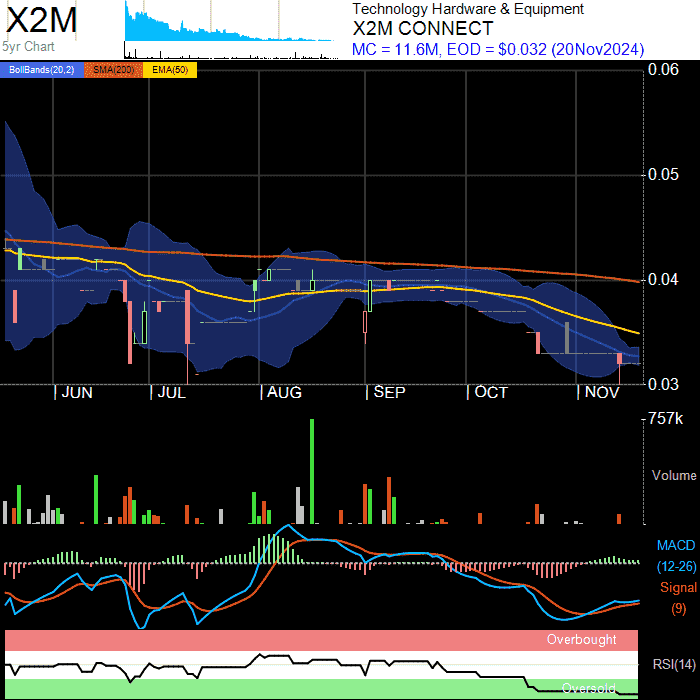 X2M
5yr Chart
Technology Hardware & Equipment
X2M CONNECT
MC = 11.6M, EOD = $0.032 (20Nov2024)
BollBands(20,2) SMA(200) EMA(50)
0.06
0.05
0.04
0.03
JUN JUL AUG SEP OCT NOV
757k
Volume
MACD
(12-26)
Signal
(9)
Overbought
RSI(14)
Oversold